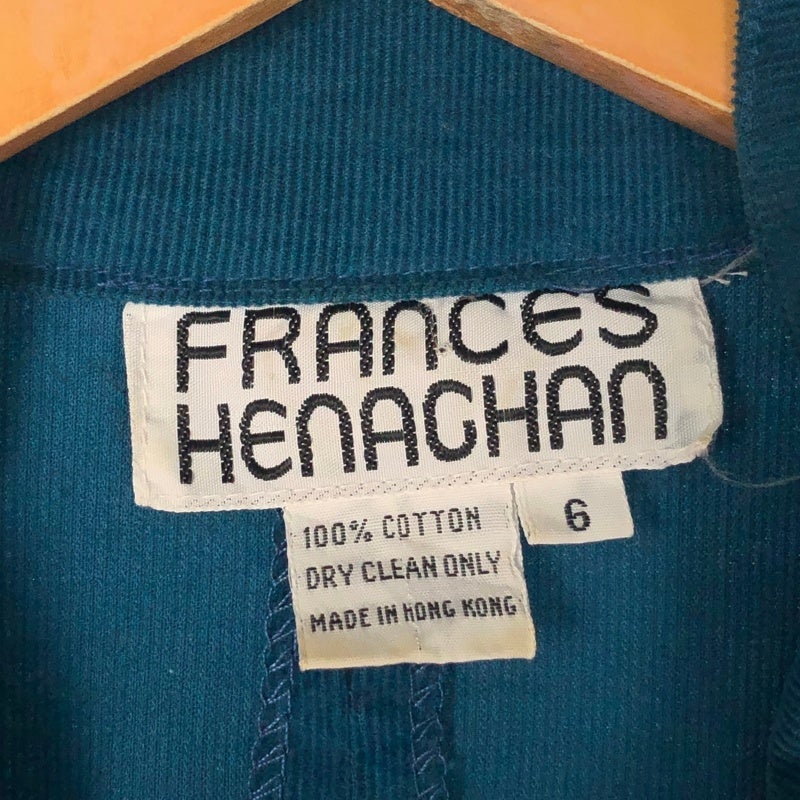 FRANCES
HENAGHAN
100% COTTON
DRY CLEAN ONLY
MADE IN HONG KONG
6